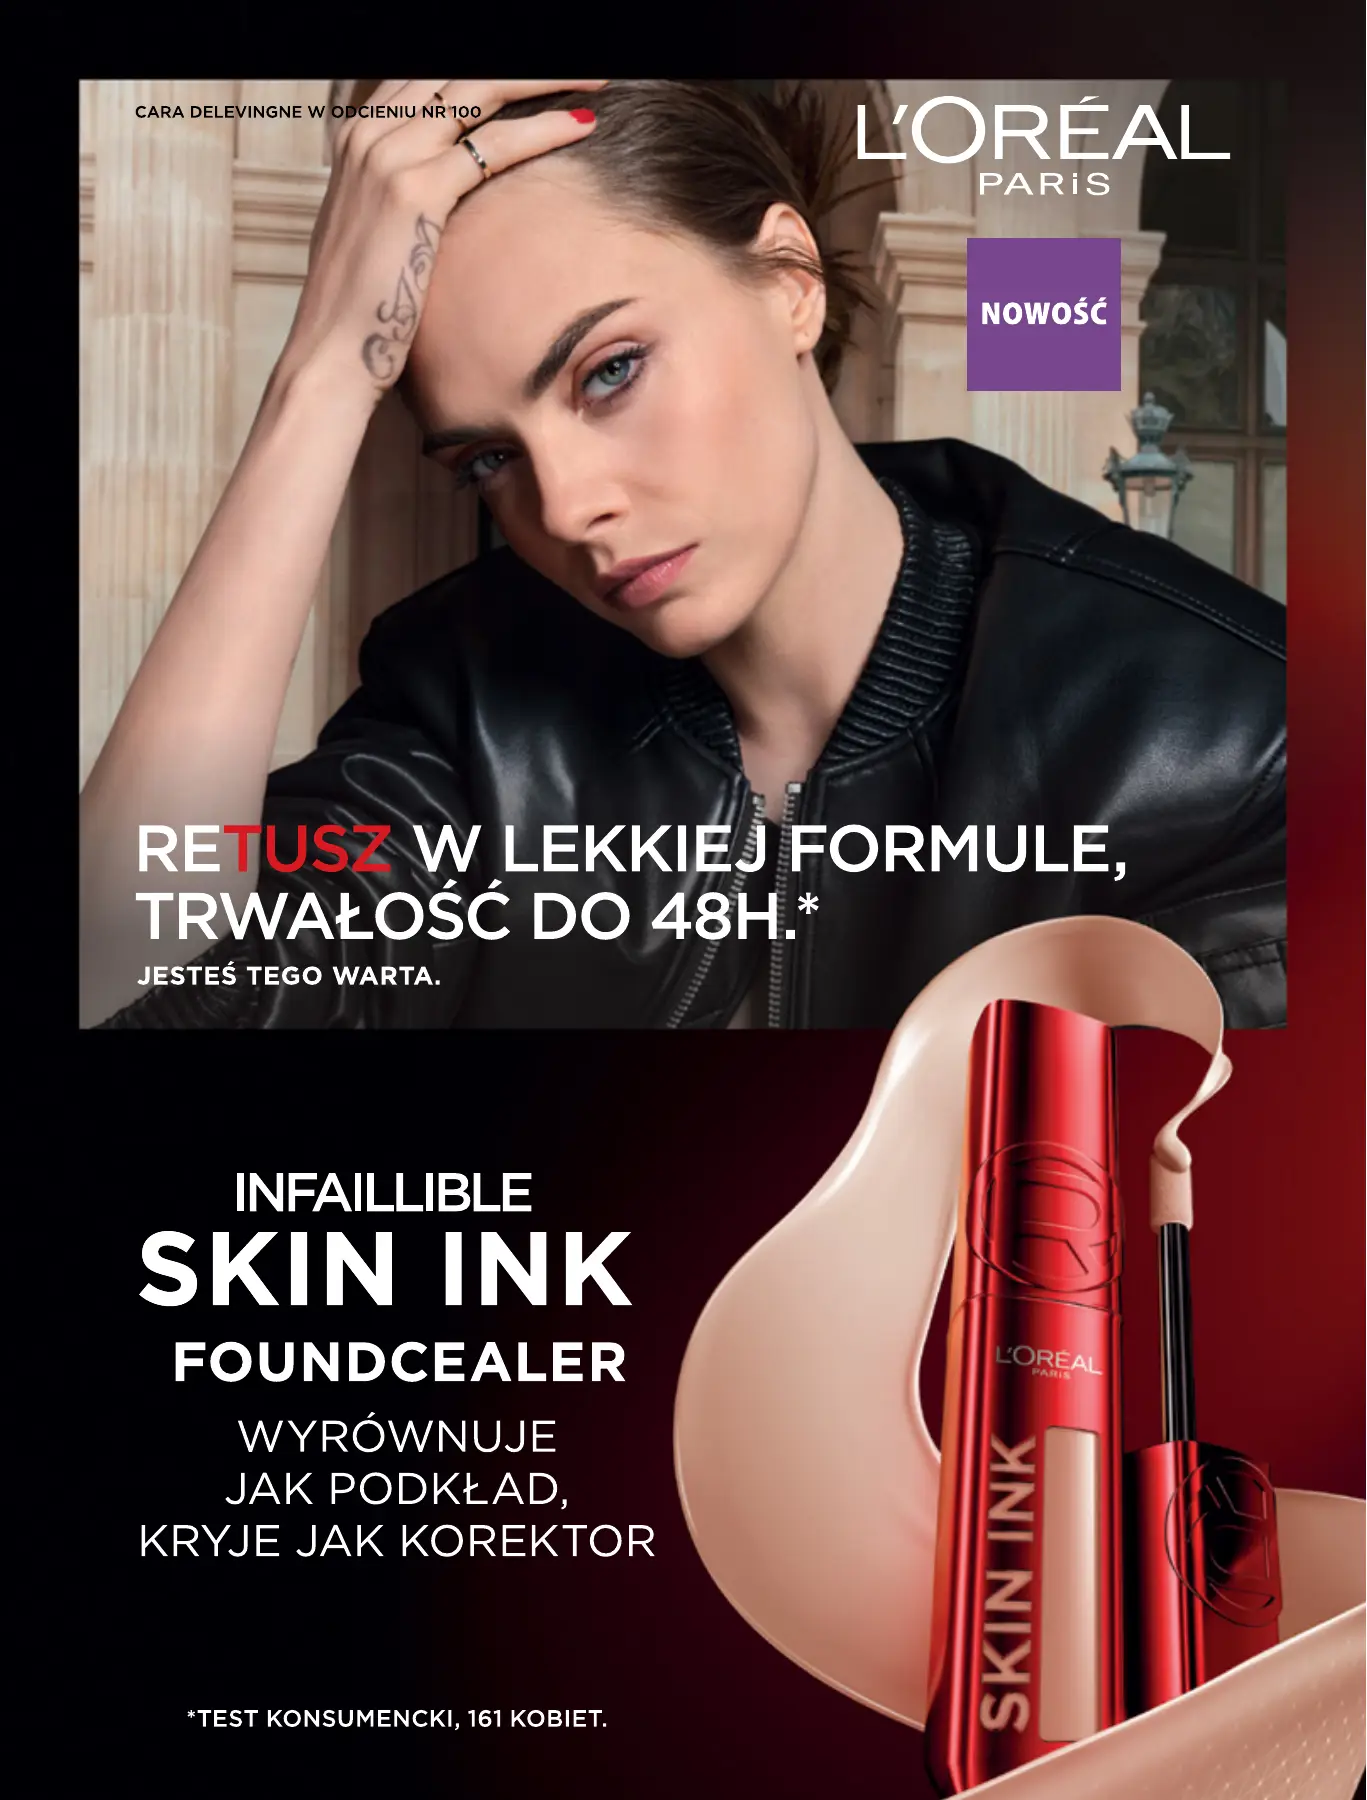 CARA DELEVINGNE W ODCIENIU NR 100
L'ORÉAL
PARiS
NOWOŚĆ
RETUSZ W LEKKIEJ FORMULE,
TRWAŁOŚĆ DO 48H.*
JESTEŚ TEGO WARTA.
INFAILLIBLE
SKIN INK
FOUNDCEALER
WYRÓWNUJE
JAK PODKŁAD,
KRYJE JAK KOREKTOR
L'ORÉAL
PARIS
SKIN INK
*TEST KONSUMENCKI, 161 KOBIET.